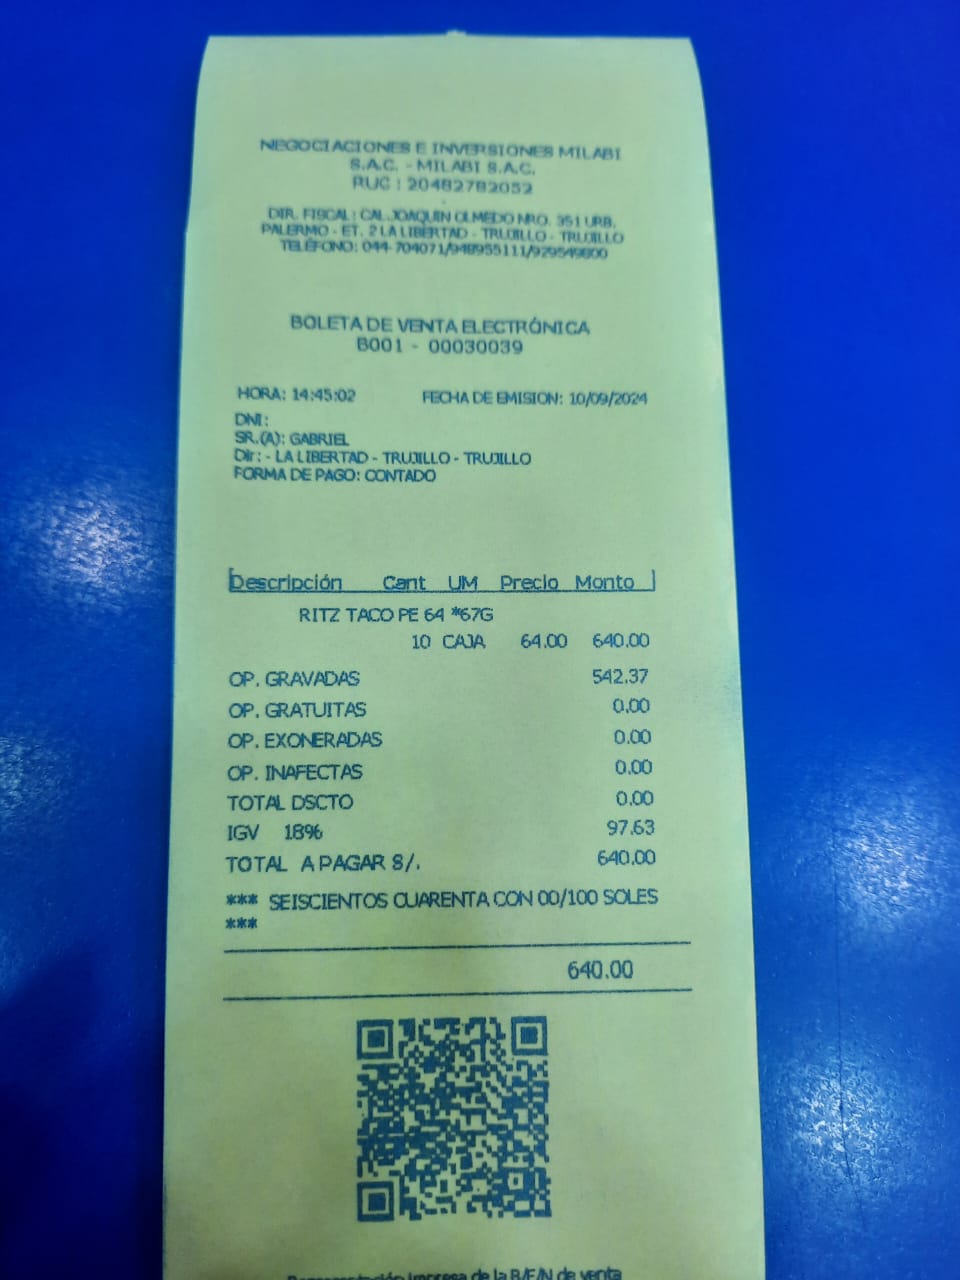 NEGOCIACIONES E INVERSIONES MILABI
S.A.C. - MILABI S.A.C.
RUC : 20482782052
DIR. FISCAL: CAL.JOAQUIN OLMEDO NRO. 351 URB.
PALERMO - ET. 2 LA LIBERTAD - TRUJILLO - TRUJILLO
TELÉFONO: 044-704071/948955111/929549800
BOLETA DE VENTA ELECTRÓNICA
B001 - 00030039
HORA: 14:45:02 FECHA DE EMISION: 10/09/2024
DNI:
SR.(A): GABRIEL
Dir: - LA LIBERTAD - TRUJILLO - TRUJILLO
FORMA DE PAGO: CONTADO
Descripción Cant UM Precio Monto
RITZ TACO PE 64 *67G
10 CAJA 64.00 640.00
OP. GRAVADAS 542.37
OP. GRATUITAS 0.00
OP. EXONERADAS 0.00
OP. INAFECTAS 0.00
TOTAL DSCTO 0.00
IGV 18% 97.63
TOTAL A PAGAR S/. 640.00
*** SEISCIENTOS CUARENTA CON 00/100 SOLES
***
640.00
Representación impresa de la B/E/N de venta